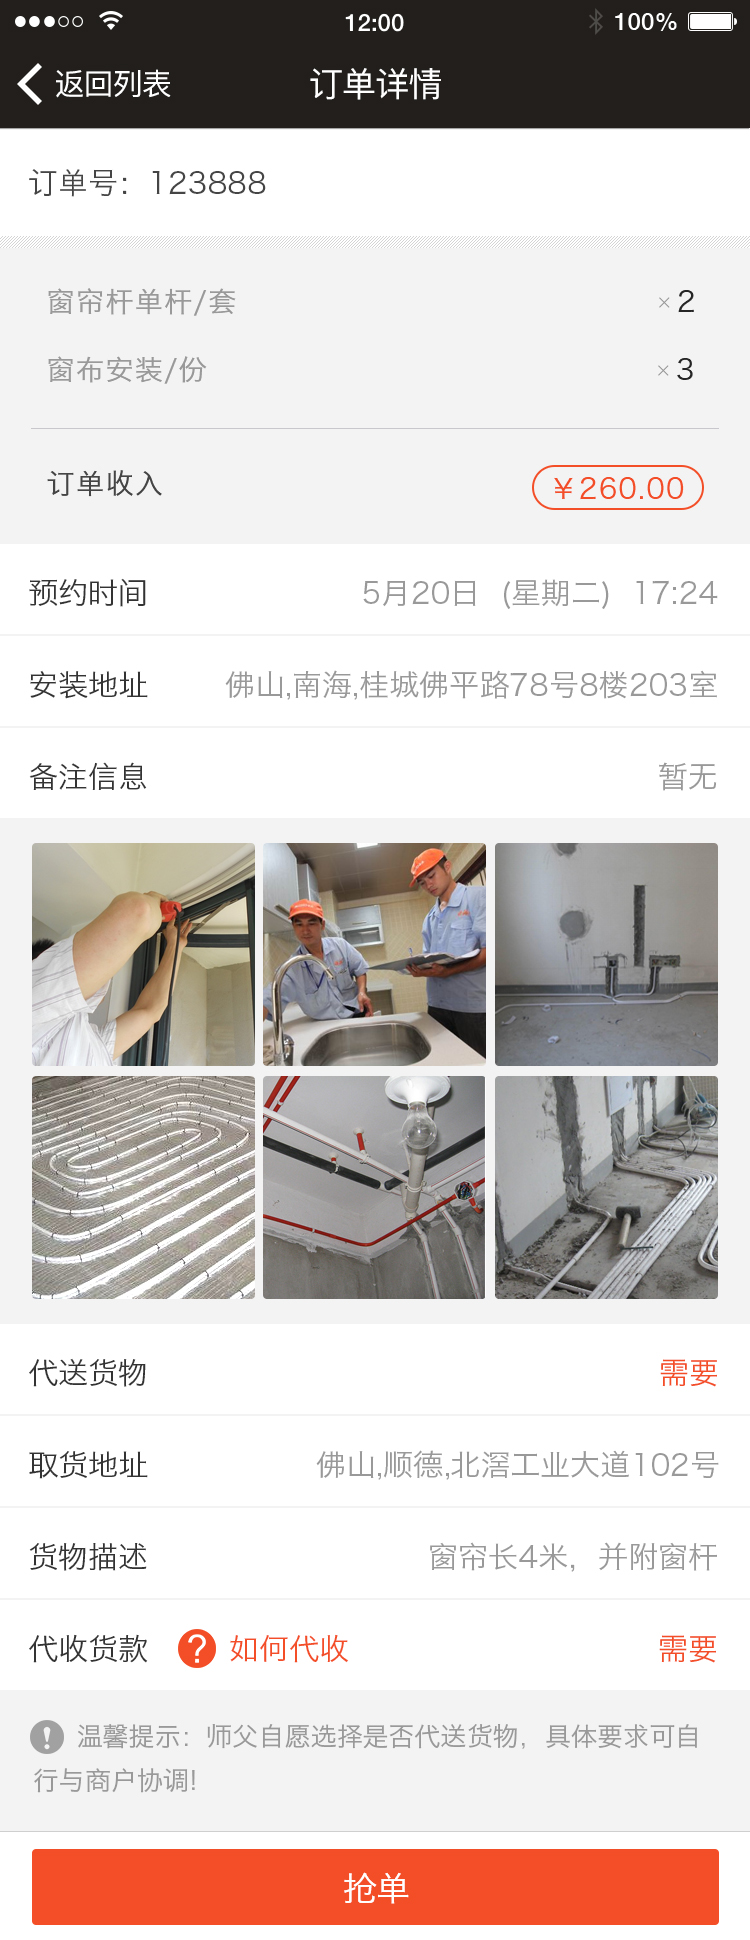 12:00
100%
返回列表
订单详情
订单号：123888
窗帘杆单杆/套 ×2
窗布安装/份 ×3
订单收入 ￥260.00
预约时间 5月20日 (星期二) 17:24
安装地址 佛山,南海,桂城佛平路78号8楼203室
备注信息 暂无
代送货物 需要
取货地址 佛山,顺德,北滘工业大道102号
货物描述 窗帘长4米，并附窗杆
代收货款 ? 如何代收 需要
! 温馨提示：师父自愿选择是否代送货物，具体要求可自
行与商户协调!
抢单